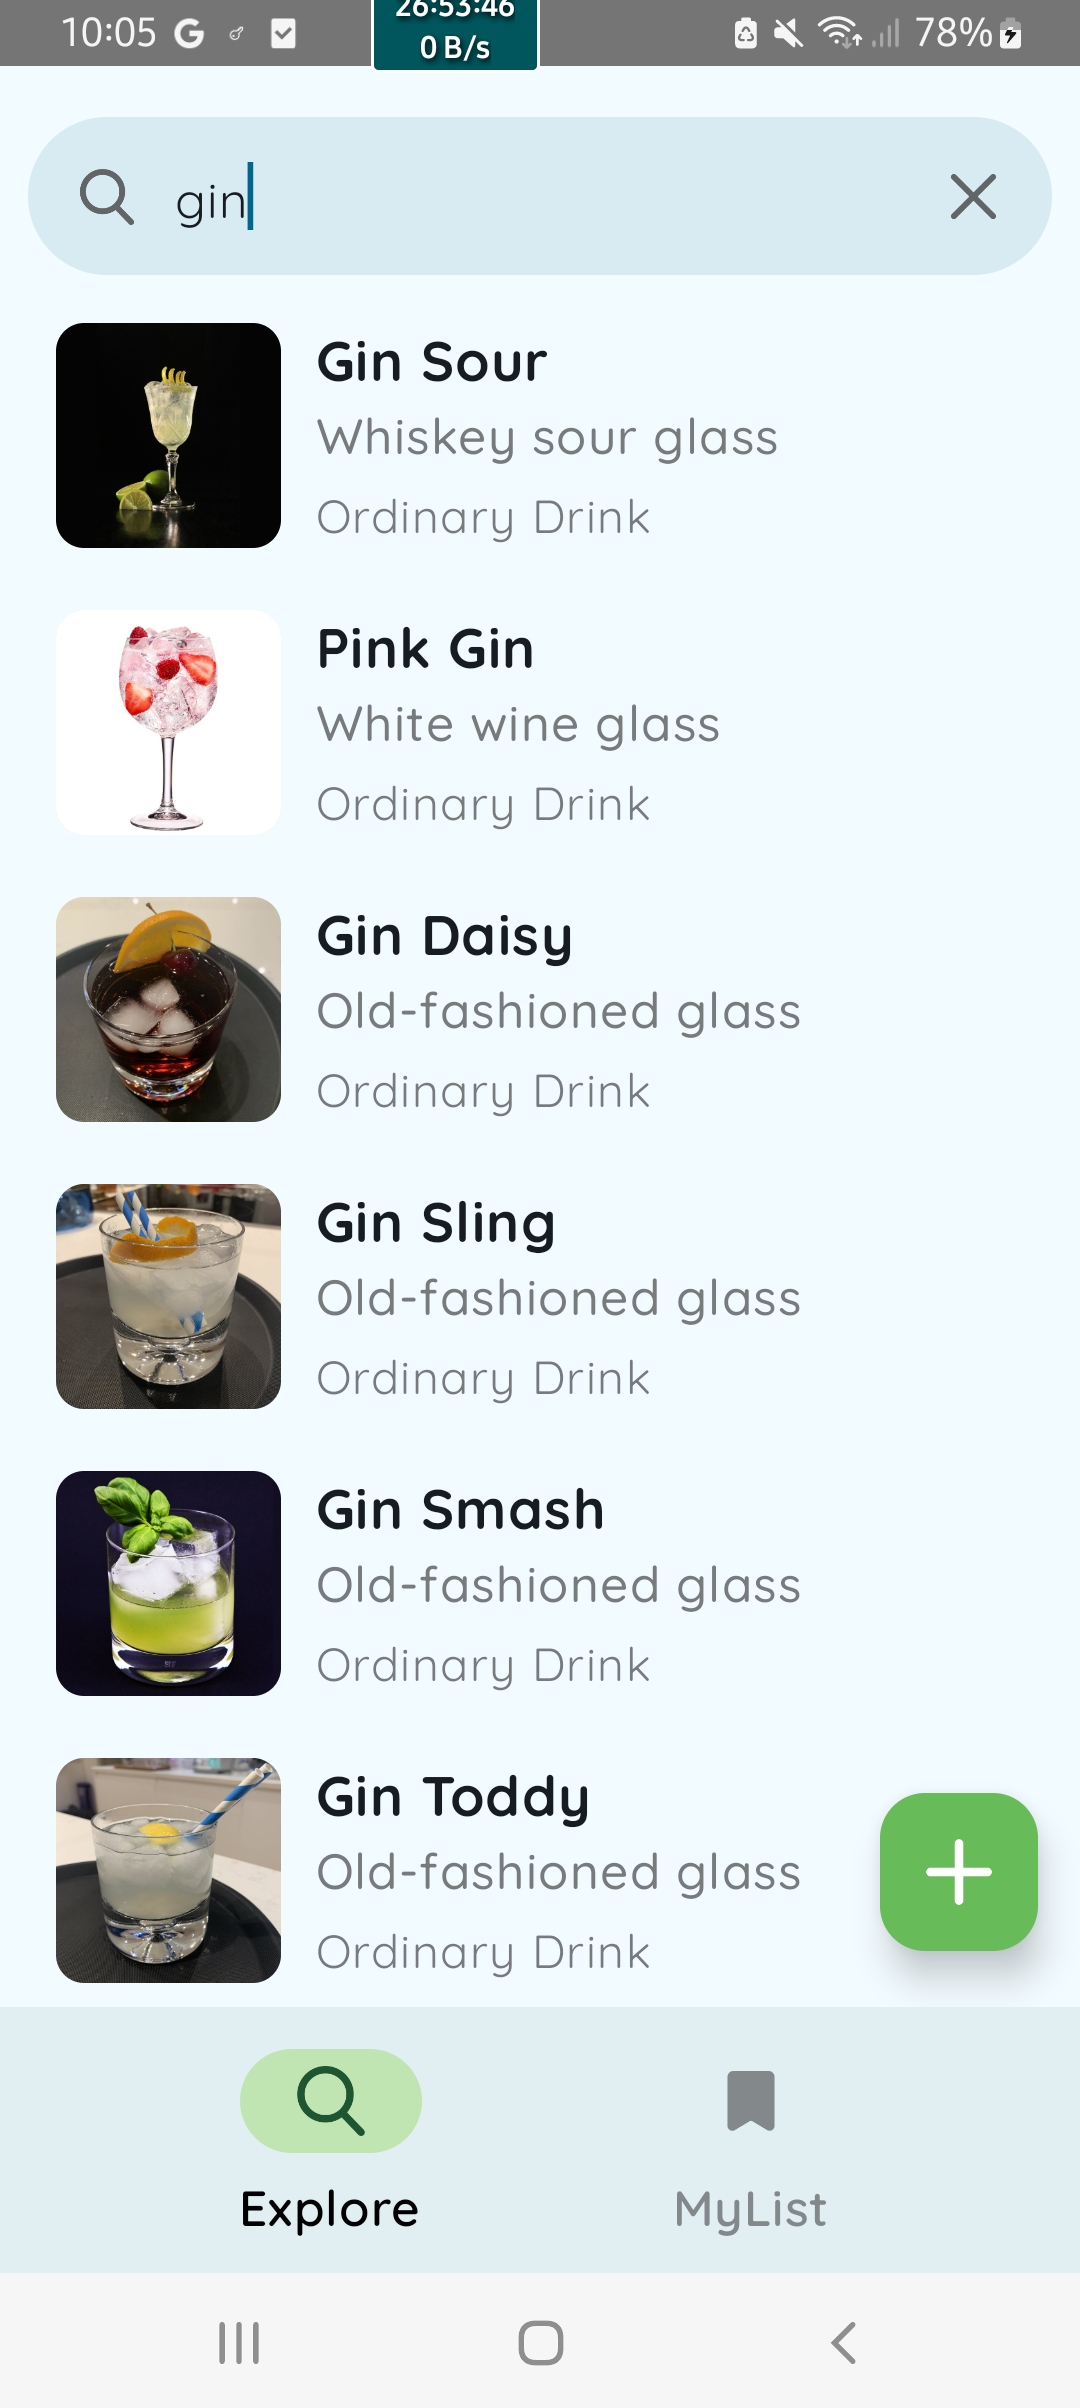 10:05
26:53:46
0 B/s
78%
gin
Gin Sour
Whiskey sour glass
Ordinary Drink
Pink Gin
White wine glass
Ordinary Drink
Gin Daisy
Old-fashioned glass
Ordinary Drink
Gin Sling
Old-fashioned glass
Ordinary Drink
Gin Smash
Old-fashioned glass
Ordinary Drink
Gin Toddy
Old-fashioned glass
Ordinary Drink
Explore
MyList